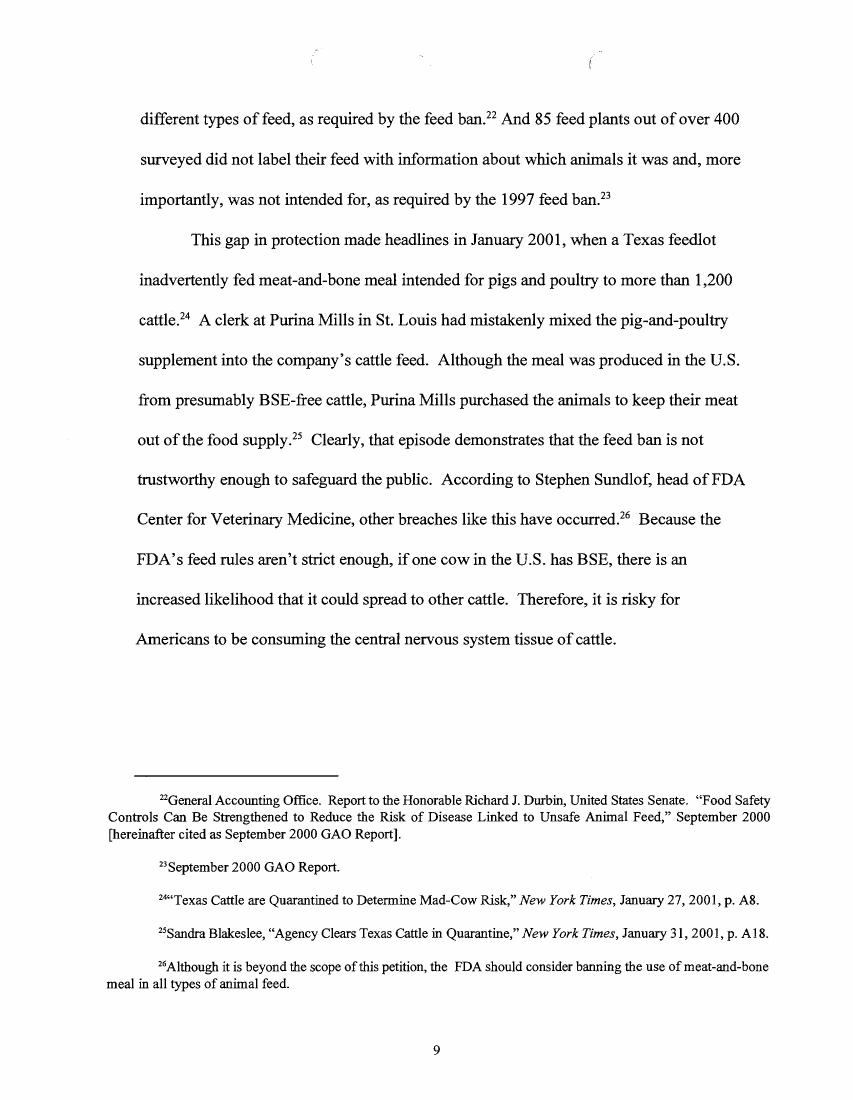 different types of feed, as required by the feed ban.22 And 85 feed plants out of over 400
surveyed did not label their feed with information about which animals it was and, more
importantly, was not intended for, as required by the 1997 feed ban.23
This gap in protection made headlines in January 2001, when a Texas feedlot
inadvertently fed meat-and-bone meal intended for pigs and poultry to more than 1,200
cattle.24 A clerk at Purina Mills in St. Louis had mistakenly mixed the pig-and-poultry
supplement into the company's cattle feed. Although the meal was produced in the U.S.
from presumably BSE-free cattle, Purina Mills purchased the animals to keep their meat
out of the food supply.25 Clearly, that episode demonstrates that the feed ban is not
trustworthy enough to safeguard the public. According to Stephen Sundlof, head of FDA
Center for Veterinary Medicine, other breaches like this have occurred.26 Because the
FDA's feed rules aren't strict enough, if one cow in the U.S. has BSE, there is an
increased likelihood that it could spread to other cattle. Therefore, it is risky for
Americans to be consuming the central nervous system tissue of cattle.
22General Accounting Office. Report to the Honorable Richard J. Durbin, United States Senate. "Food Safety
Controls Can Be Strengthened to Reduce the Risk of Disease Linked to Unsafe Animal Feed," September 2000
[hereinafter cited as September 2000 GAO Report].
23September 2000 GAO Report.
24"Texas Cattle are Quarantined to Determine Mad-Cow Risk," New York Times, January 27, 2001, p. A8.
25Sandra Blakeslee, "Agency Clears Texas Cattle in Quarantine," New York Times, January 31, 2001, p. A18.
26Although it is beyond the scope of this petition, the FDA should consider banning the use of meat-and-bone
meal in all types of animal feed.
9